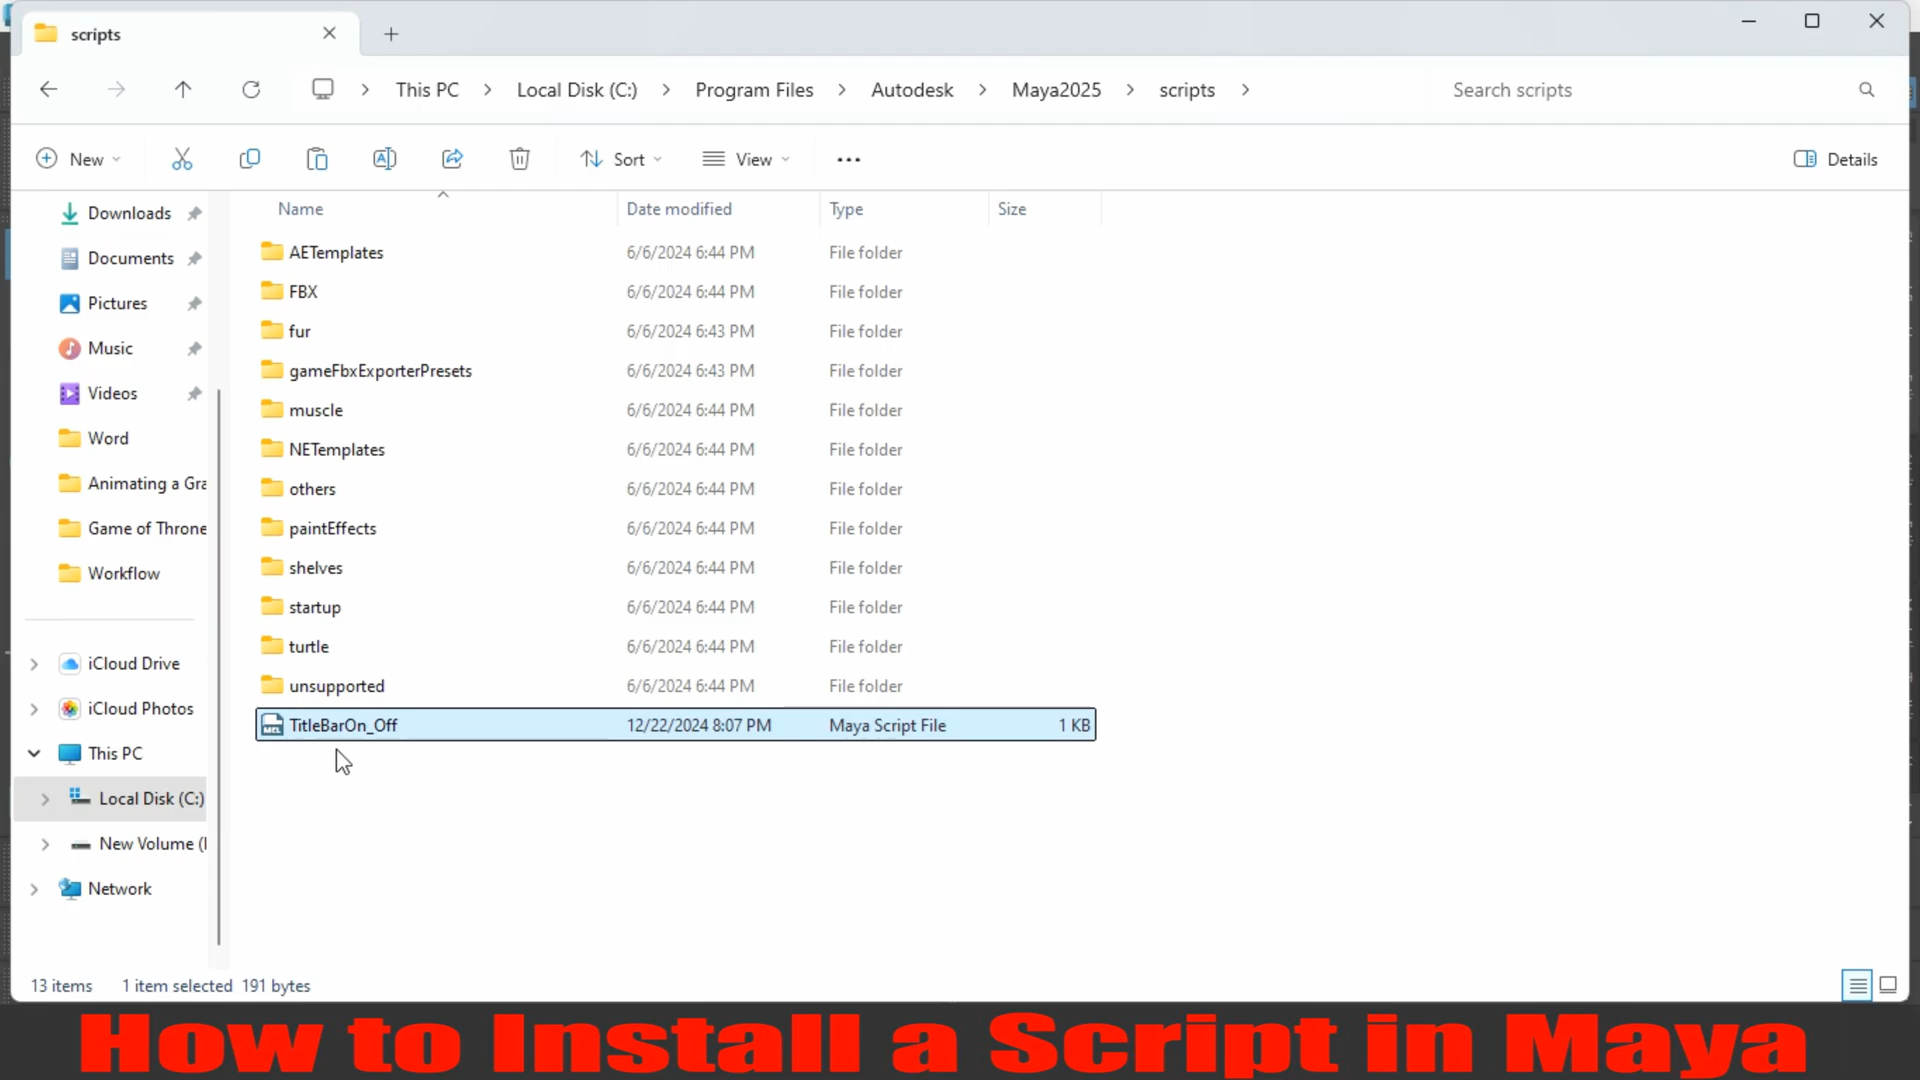 scripts
This PC > Local Disk (C:) > Program Files > Autodesk > Maya2025 > scripts >
Search scripts
New
Sort
View
Details
Name Date modified Type Size
AETemplates 6/6/2024 6:44 PM File folder
FBX 6/6/2024 6:44 PM File folder
fur 6/6/2024 6:43 PM File folder
gameFbxExporterPresets 6/6/2024 6:43 PM File folder
muscle 6/6/2024 6:44 PM File folder
NETemplates 6/6/2024 6:44 PM File folder
others 6/6/2024 6:44 PM File folder
paintEffects 6/6/2024 6:44 PM File folder
shelves 6/6/2024 6:44 PM File folder
startup 6/6/2024 6:44 PM File folder
turtle 6/6/2024 6:44 PM File folder
unsupported 6/6/2024 6:44 PM File folder
MEL TitleBarOn_Off 12/22/2024 8:07 PM Maya Script File 1 KB
Downloads
Documents
Pictures
Music
Videos
Word
Animating a Gra
Game of Throne
Workflow
iCloud Drive
iCloud Photos
This PC
Local Disk (C:)
New Volume (
Network
13 items 1 item selected 191 bytes
How to Install a Script in Maya